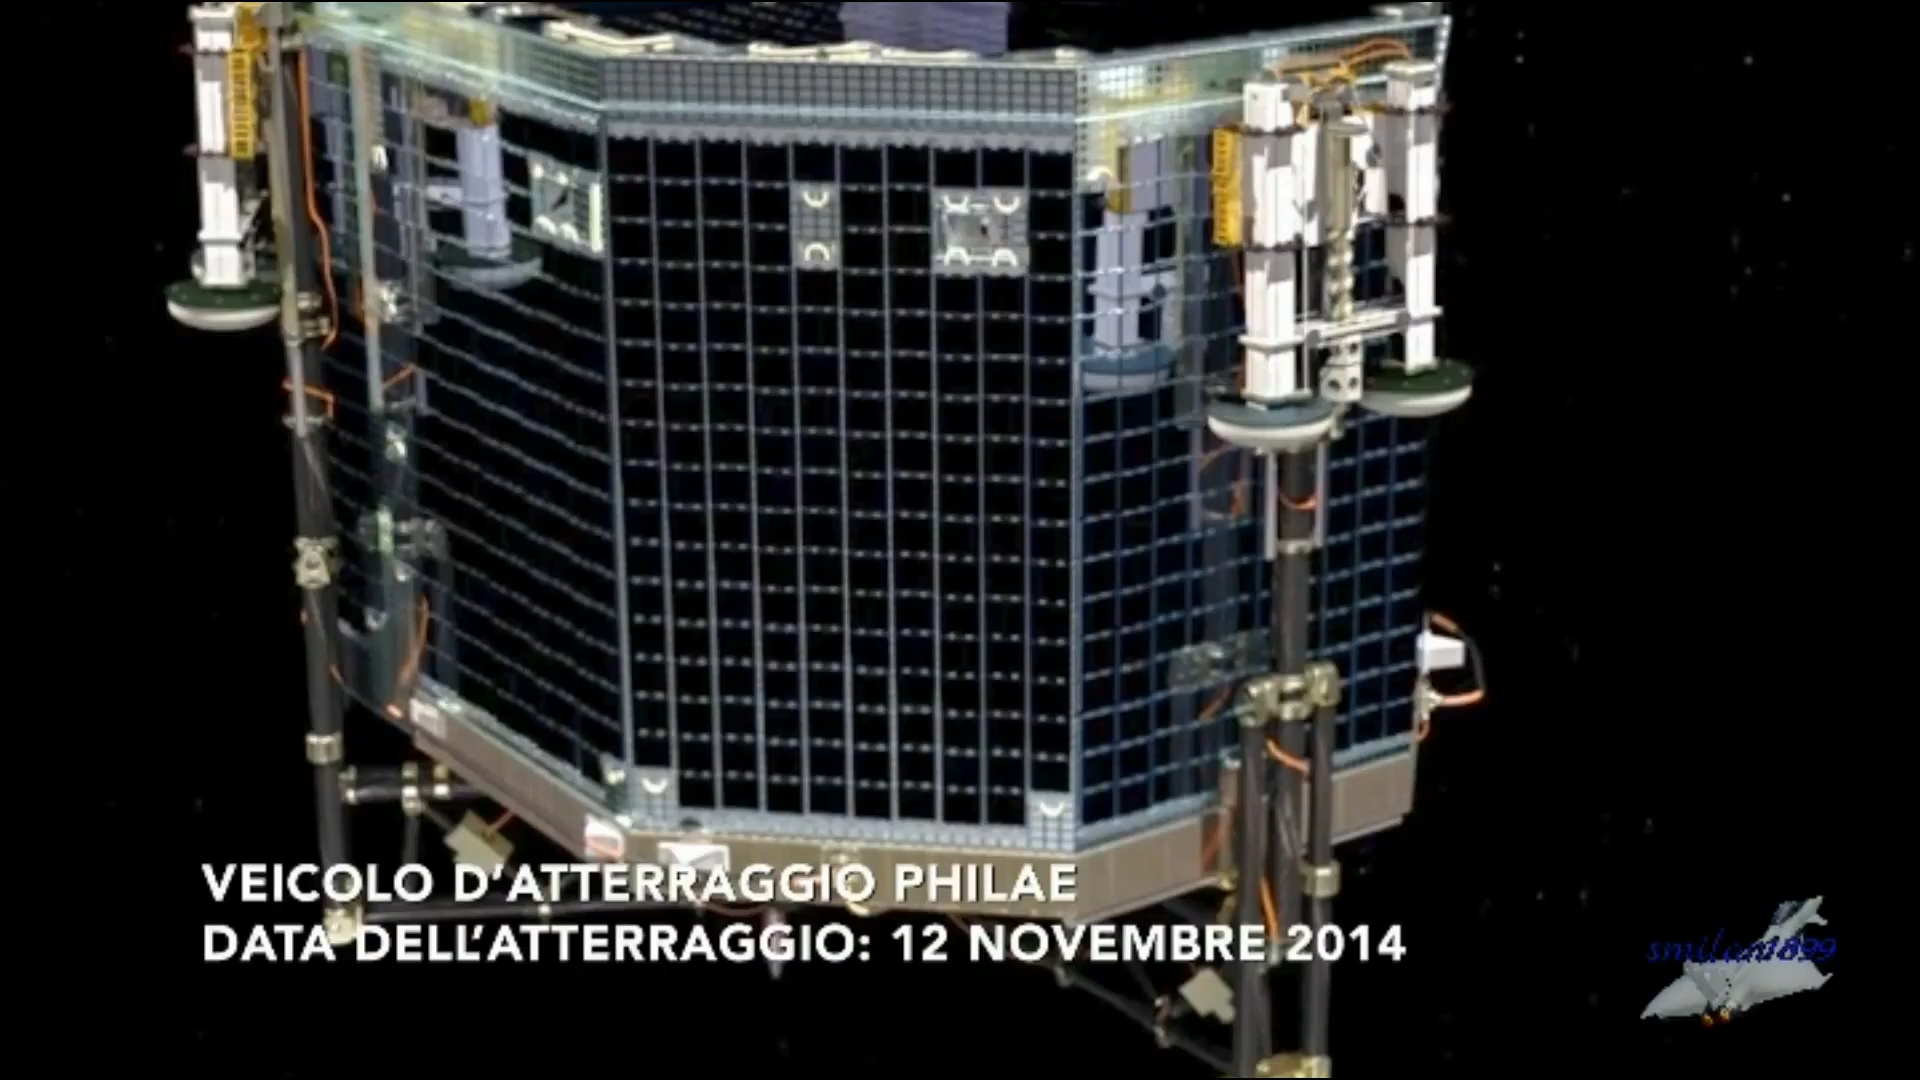 VEICOLO D’ATTERRAGGIO PHILAE
DATA DELL’ATTERRAGGIO: 12 NOVEMBRE 2014